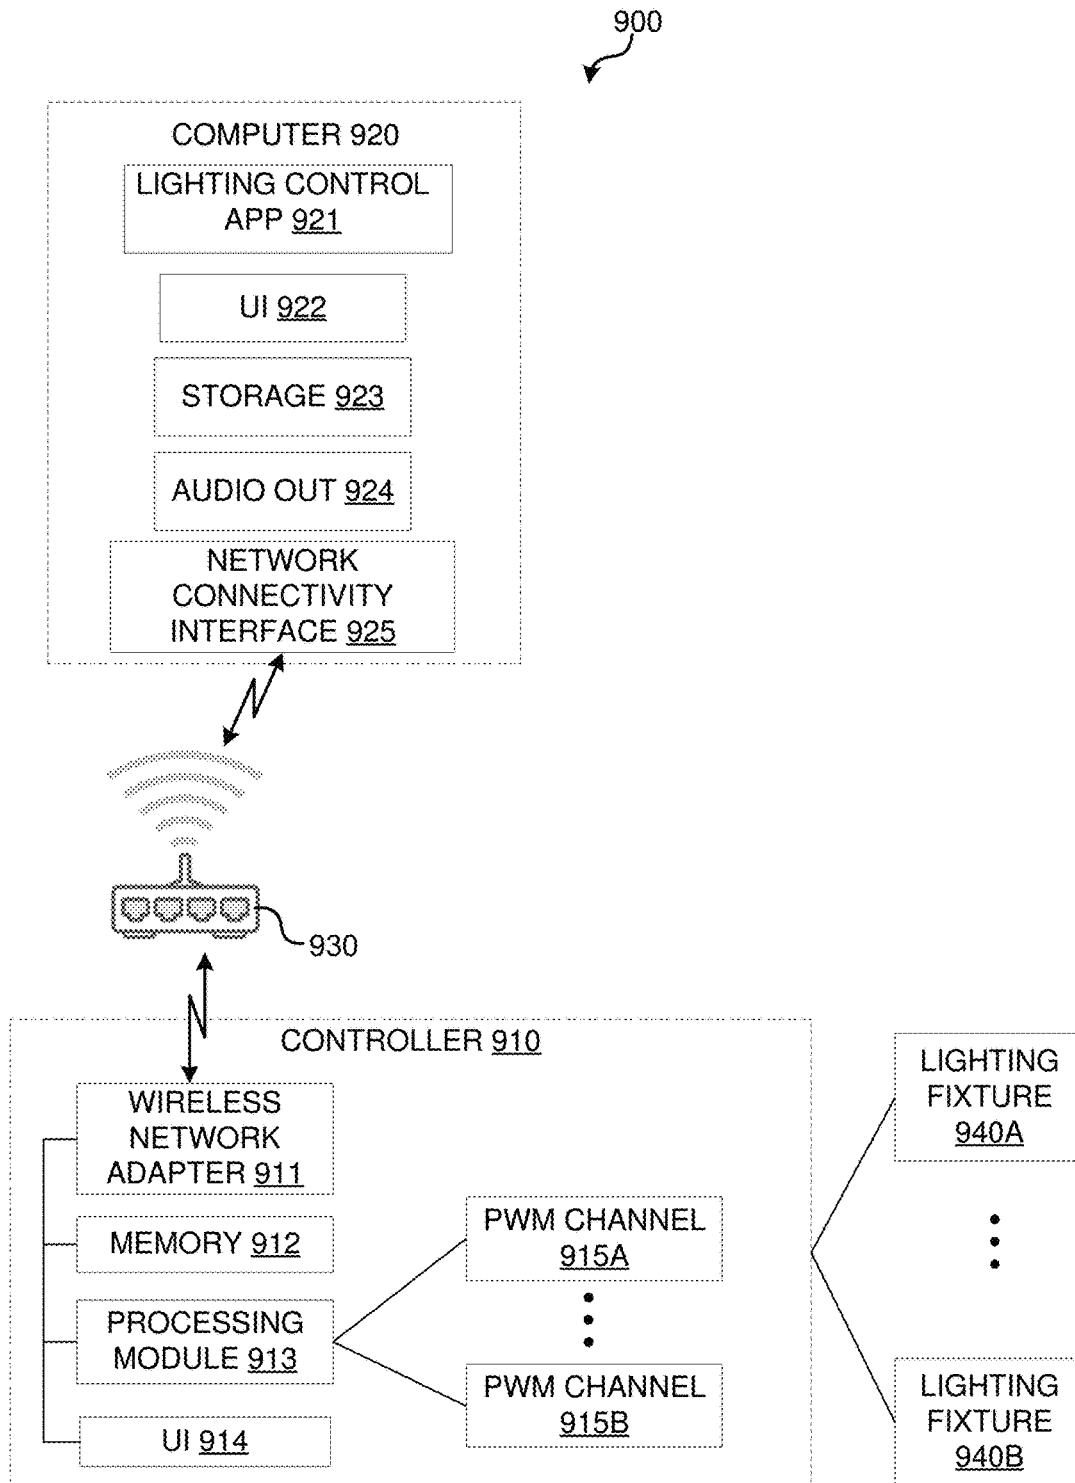 900
COMPUTER 920
LIGHTING CONTROL
APP 921
UI 922
STORAGE 923
AUDIO OUT 924
NETWORK
CONNECTIVITY
INTERFACE 925
930
CONTROLLER 910
WIRELESS
NETWORK
ADAPTER 911
MEMORY 912
PROCESSING
MODULE 913
UI 914
PWM CHANNEL
915A
PWM CHANNEL
915B
LIGHTING
FIXTURE
940A
LIGHTING
FIXTURE
940B